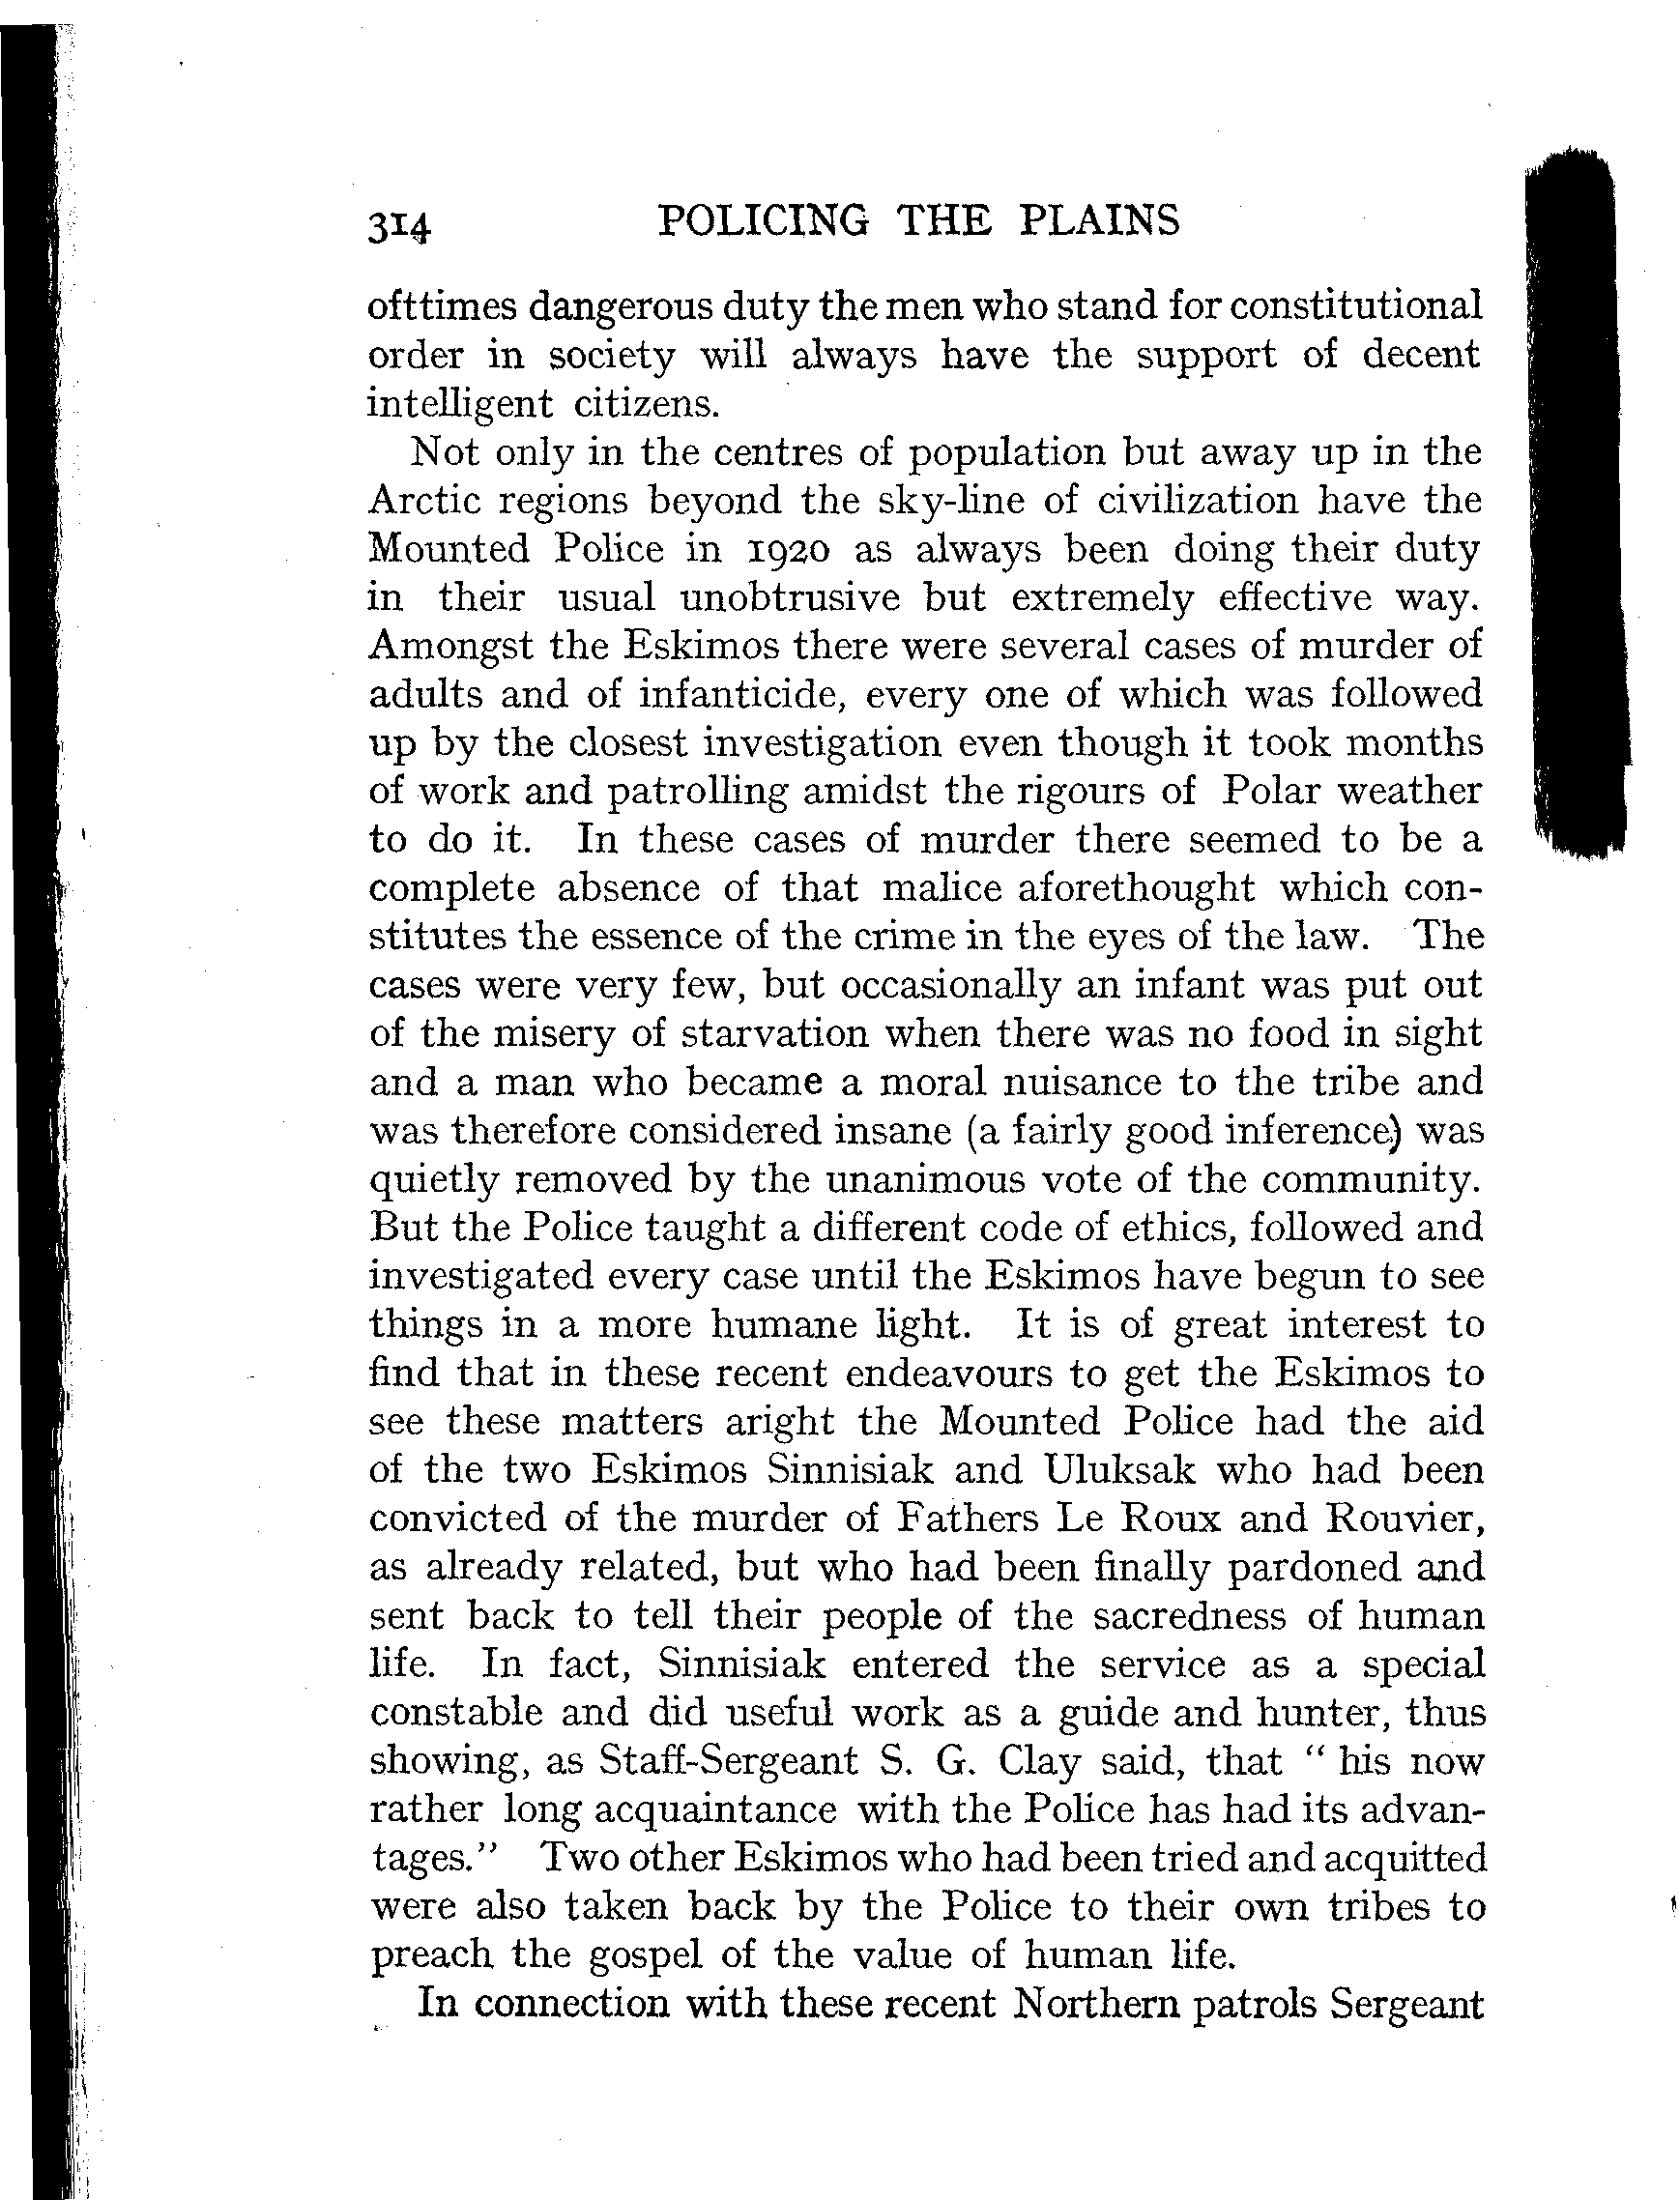 314 POLICING THE PLAINS
ofttimes dangerous duty the men who stand for constitutional
order in society will always have the support of decent
intelligent citizens.
Not only in the centres of population but away up in the
Arctic regions beyond the sky-line of civilization have the
Mounted Police in 1920 as always been doing their duty
in their usual unobtrusive but extremely effective way.
Amongst the Eskimos there were several cases of murder of
adults and of infanticide, every one of which was followed
up by the closest investigation even though it took months
of work and patrolling amidst the rigours of Polar weather
to do it. In these cases of murder there seemed to be a
complete absence of that malice aforethought which con-
stitutes the essence of the crime in the eyes of the law. The
cases were very few, but occasionally an infant was put out
of the misery of starvation when there was no food in sight
and a man who became a moral nuisance to the tribe and
was therefore considered insane (a fairly good inference) was
quietly removed by the unanimous vote of the community.
But the Police taught a different code of ethics, followed and
investigated every case until the Eskimos have begun to see
things in a more humane light. It is of great interest to
find that in these recent endeavours to get the Eskimos to
see these matters aright the Mounted Police had the aid
of the two Eskimos Sinnisiak and Uluksak who had been
convicted of the murder of Fathers Le Roux and Rouvier,
as already related, but who had been finally pardoned and
sent back to tell their people of the sacredness of human
life. In fact, Sinnisiak entered the service as a special
constable and did useful work as a guide and hunter, thus
showing, as Staff-Sergeant S. G. Clay said, that " his now
rather long acquaintance with the Police has had its advan-
tages." Two other Eskimos who had been tried and acquitted
were also taken back by the Police to their own tribes to
preach the gospel of the value of human life.
In connection with these recent Northern patrols Sergeant